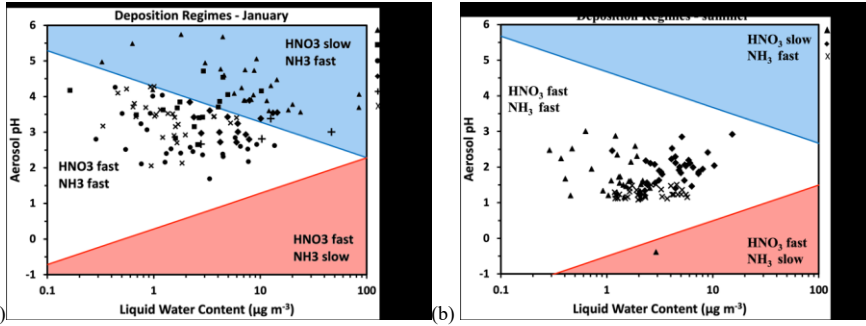 Deposition Regimes - January
6
5
4
3
2
1
0
-1
Aerosol pH
HNO3 slow
NH3 fast
HNO3 fast
NH3 fast
HNO3 fast
NH3 slow
0.1
1
10
100
Liquid Water Content (µg m⁻³)
)
(b)
Deposition Regimes - summer
6
5
4
3
2
1
0
-1
Aerosol pH
HNO₃ slow
NH₃ fast
HNO₃ fast
NH₃ fast
HNO₃ fast
NH₃ slow
0.1
1
10
100
Liquid Water Content (µg m⁻³)